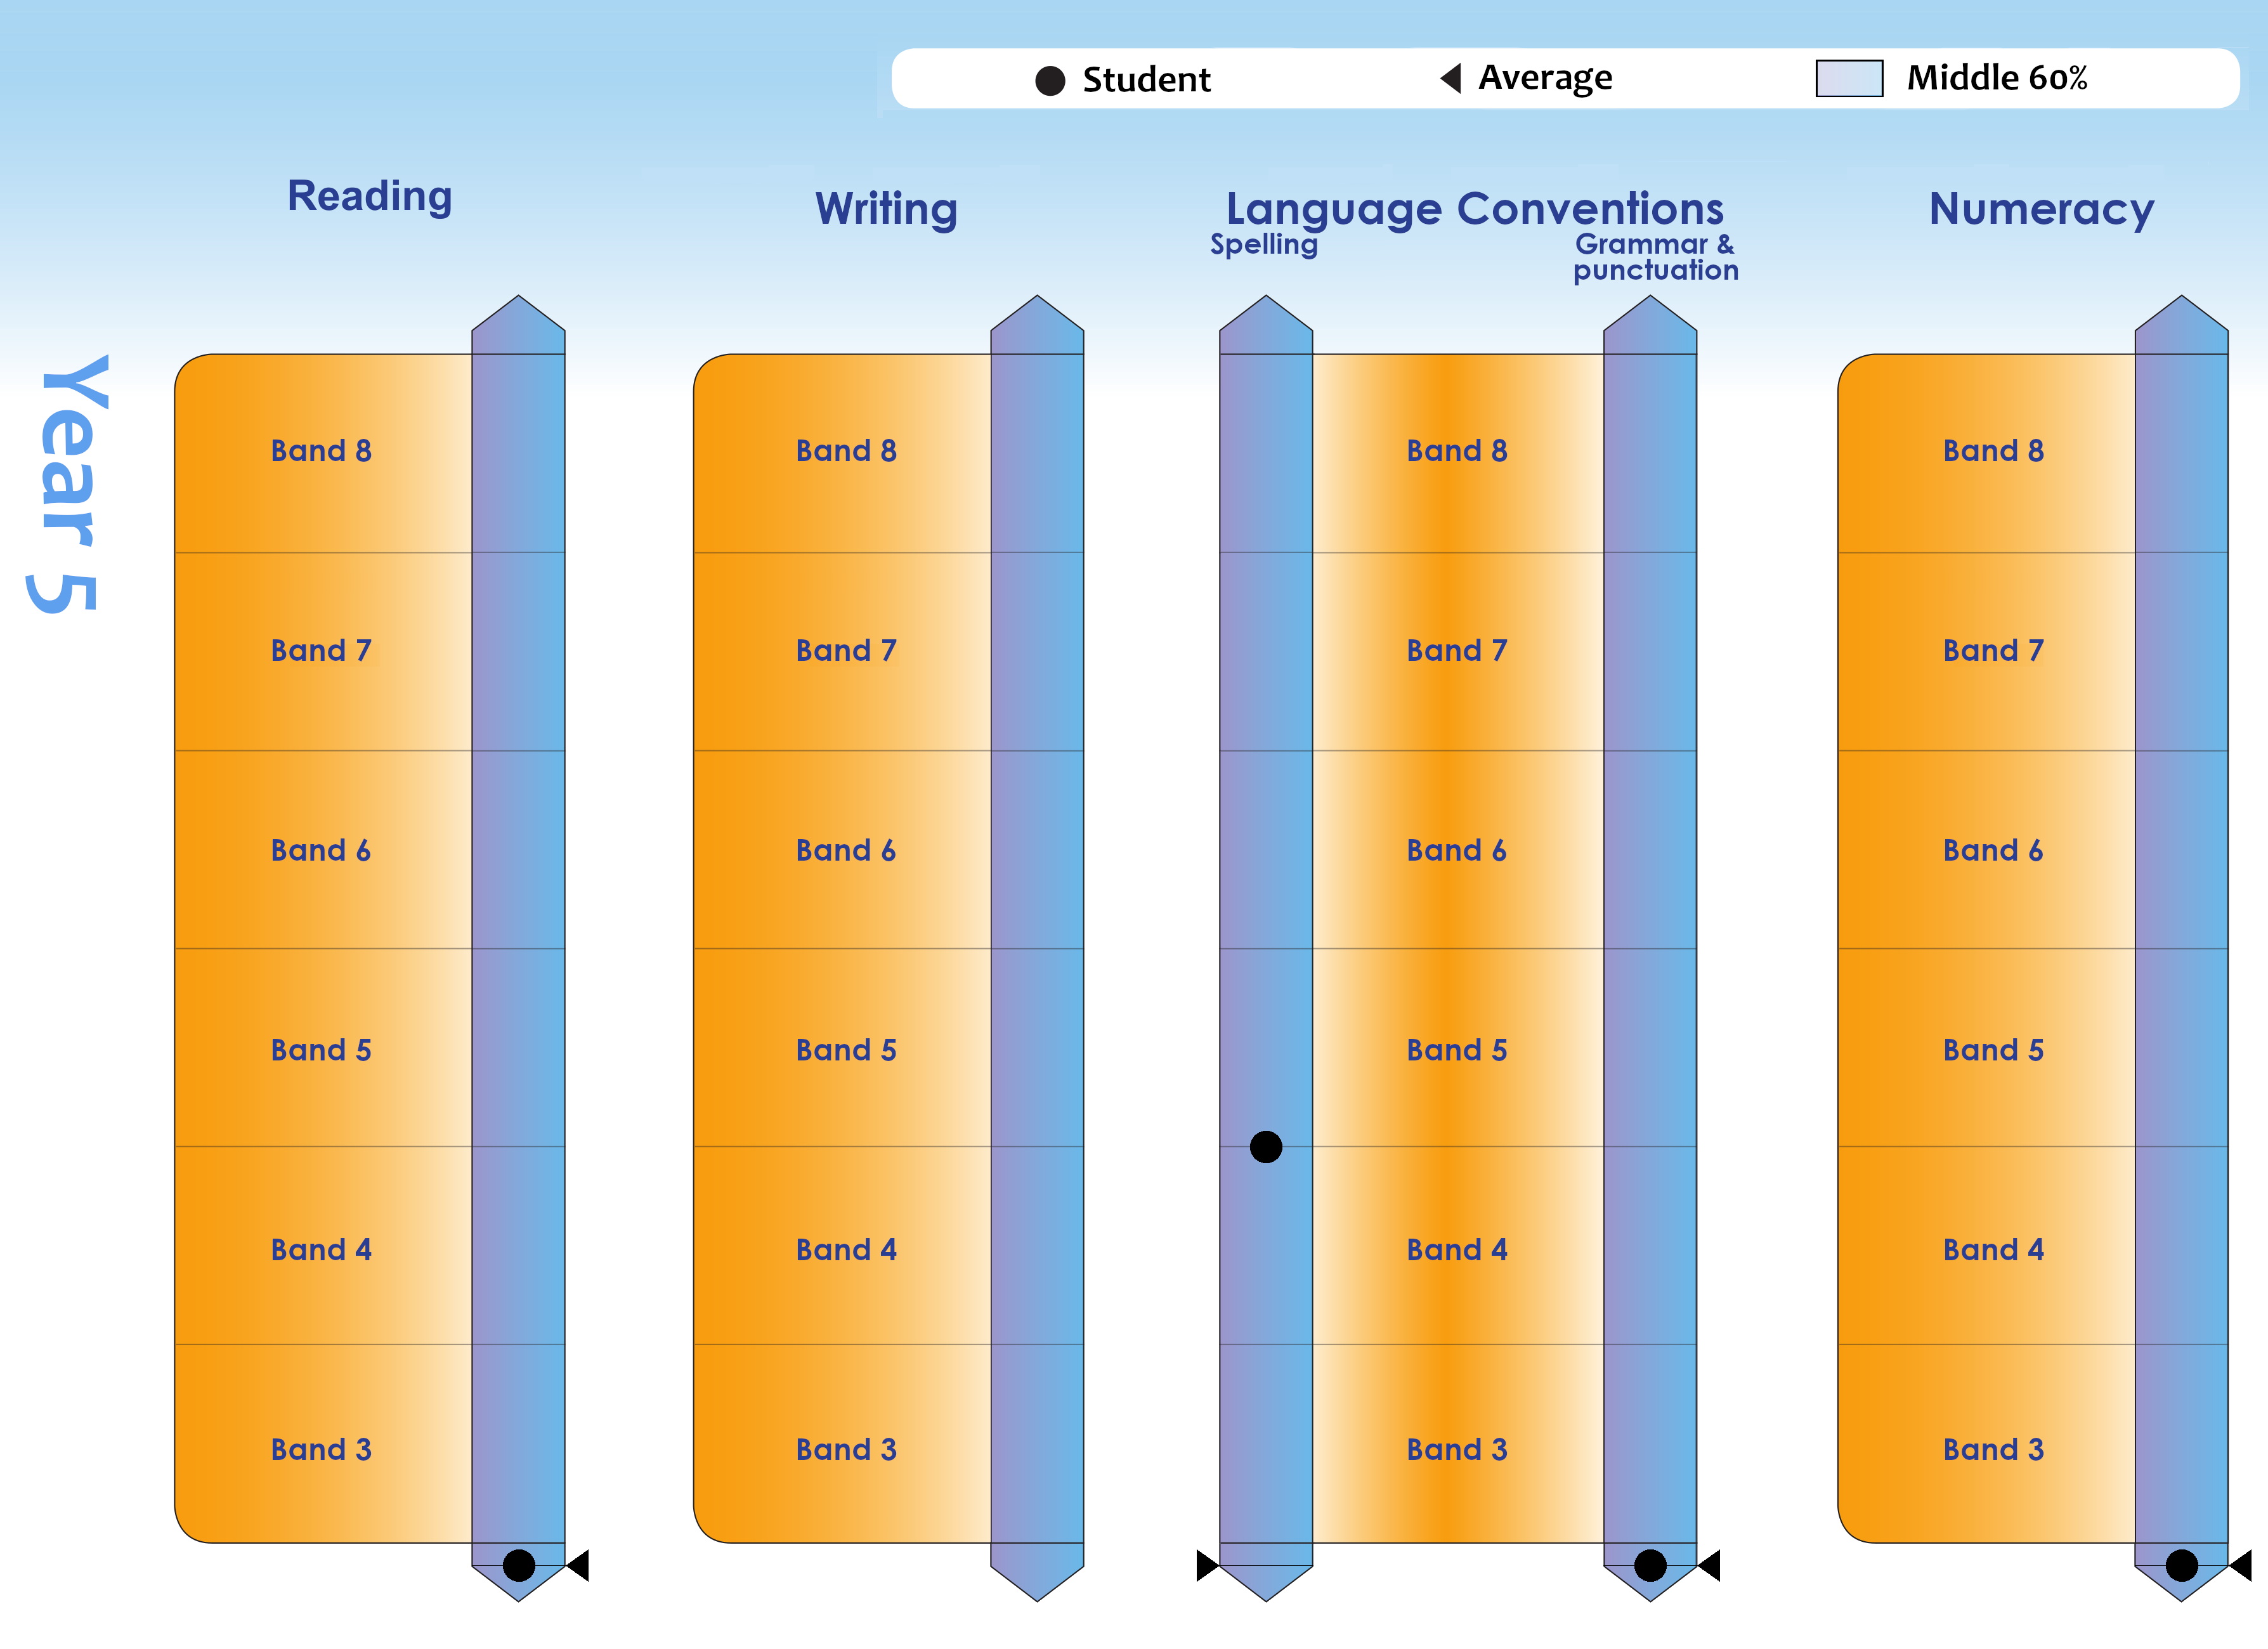 Student
Average
Middle 60%
Reading
Writing
Language Conventions
Spelling
Grammar &
punctuation
Numeracy
Year 5
Band 8
Band 8
Band 8
Band 8
Band 7
Band 7
Band 7
Band 7
Band 6
Band 6
Band 6
Band 6
Band 5
Band 5
Band 5
Band 5
Band 4
Band 4
Band 4
Band 4
Band 3
Band 3
Band 3
Band 3